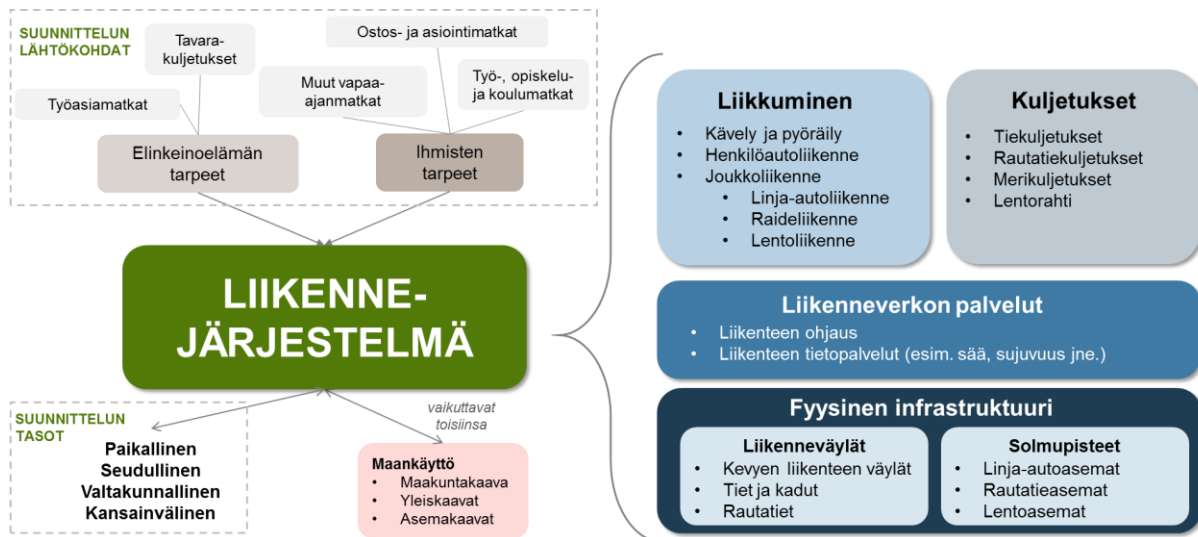 SUUNNITTELUN
LÄHTÖKOHDAT
Tavara-
kuljetukset
Ostos- ja asiointimatkat
Työasiamatkat
Muut vapaa-
ajanmatkat
Työ-, opiskelu-
ja koulumatkat
Elinkeinoelämän
tarpeet
Ihmisten
tarpeet
LIIKENNE-
JÄRJESTELMÄ
SUUNNITTELUN
TASOT
Paikallinen
Seudullinen
Valtakunnallinen
Kansainvälinen
vaikuttavat
toisiinsa
Maankäyttö
• Maakuntakaava
• Yleiskaavat
• Asemakaavat
Liikkuminen
• Kävely ja pyöräily
• Henkilöautoliikenne
• Joukkoliikenne
• Linja-autoliikenne
• Raideliikenne
• Lentoliikenne
Kuljetukset
• Tiekuljetukset
• Rautatiekuljetukset
• Merikuljetukset
• Lentorahti
Liikenneverkon palvelut
• Liikenteen ohjaus
• Liikenteen tietopalvelut (esim. sää, sujuvuus jne.)
Fyysinen infrastruktuuri
Liikenneväylät
• Kevyen liikenteen väylät
• Tiet ja kadut
• Rautatiet
Solmupisteet
• Linja-autoasemat
• Rautatieasemat
• Lentoasemat